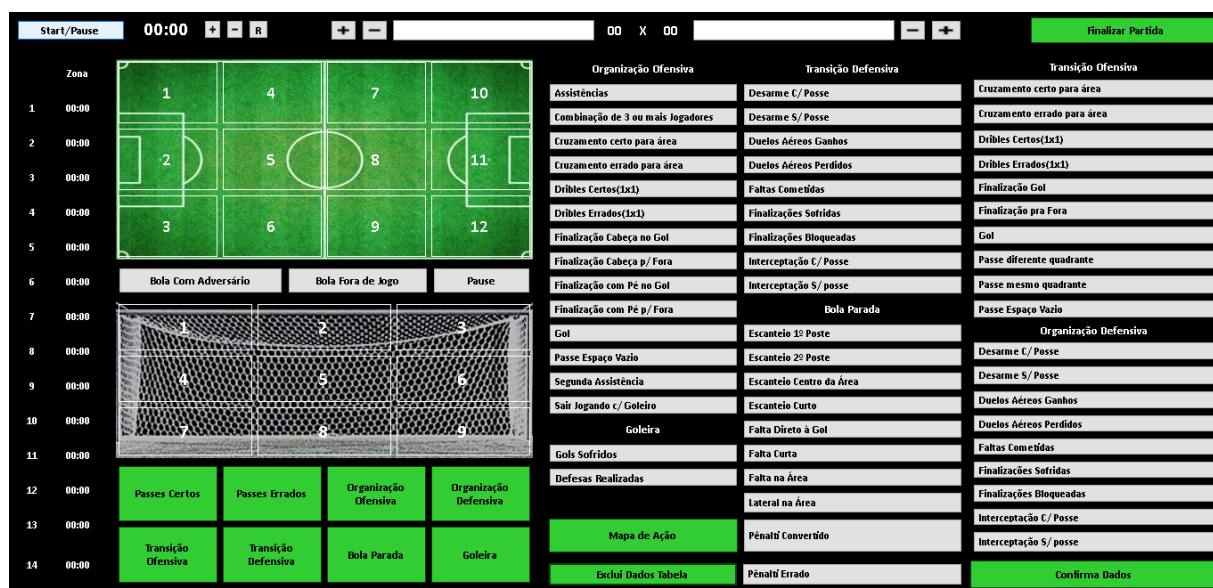 Start/Pause
00:00
+
-
R
+
-
00 X 00
-
+
Finalizar Partida
Zona
1 00:00
2 00:00
3 00:00
4 00:00
5 00:00
6 00:00
7 00:00
8 00:00
9 00:00
10 00:00
11 00:00
12 00:00
13 00:00
14 00:00
1 4 7 10
2 5 8 11
3 6 9 12
Bola Com Adversário
Bola Fora de Jogo
Pause
1 2 3
4 5 6
7 8 9
Passes Certos
Passes Errados
Organização
Ofensiva
Organização
Defensiva
Transição
Ofensiva
Transição
Defensiva
Bola Parada
Goleira
Organização Ofensiva
Assistências
Combinação de 3 ou mais Jogadores
Cruzamento certo para área
Cruzamento errado para área
Dribles Certos(1x1)
Dribles Errados(1x1)
Finalização Cabeça no Gol
Finalização Cabeça p/ Fora
Finalização com Pé no Gol
Finalização com Pé p/ Fora
Gol
Passe Espaço Vazio
Segunda Assistência
Sair Jogando c/ Goleiro
Goleira
Gols Sofridos
Defesas Realizadas
Mapa de Ação
Exclui Dados Tabela
Transição Defensiva
Desarme C/ Posse
Desarme S/ Posse
Duelos Aéreos Ganhos
Duelos Aéreos Perdidos
Faltas Cometidas
Finalizações Sofridas
Finalizações Bloqueadas
Interceptação C/ Posse
Interceptação S/ posse
Bola Parada
Escanteio 1º Poste
Escanteio 2º Poste
Escanteio Centro da Área
Escanteio Curto
Falta Direto à Gol
Falta Curta
Falta na Área
Lateral na Área
Pênalti Convertido
Pênalti Errado
Transição Ofensiva
Cruzamento certo para área
Cruzamento errado para área
Dribles Certos(1x1)
Dribles Errados(1x1)
Finalização Gol
Finalização pra Fora
Gol
Passe diferente quadrante
Passe mesmo quadrante
Passe Espaço Vazio
Organização Defensiva
Desarme C/ Posse
Desarme S/ Posse
Duelos Aéreos Ganhos
Duelos Aéreos Perdidos
Faltas Cometidas
Finalizações Sofridas
Finalizações Bloqueadas
Interceptação C/ Posse
Interceptação S/ posse
Confirma Dados